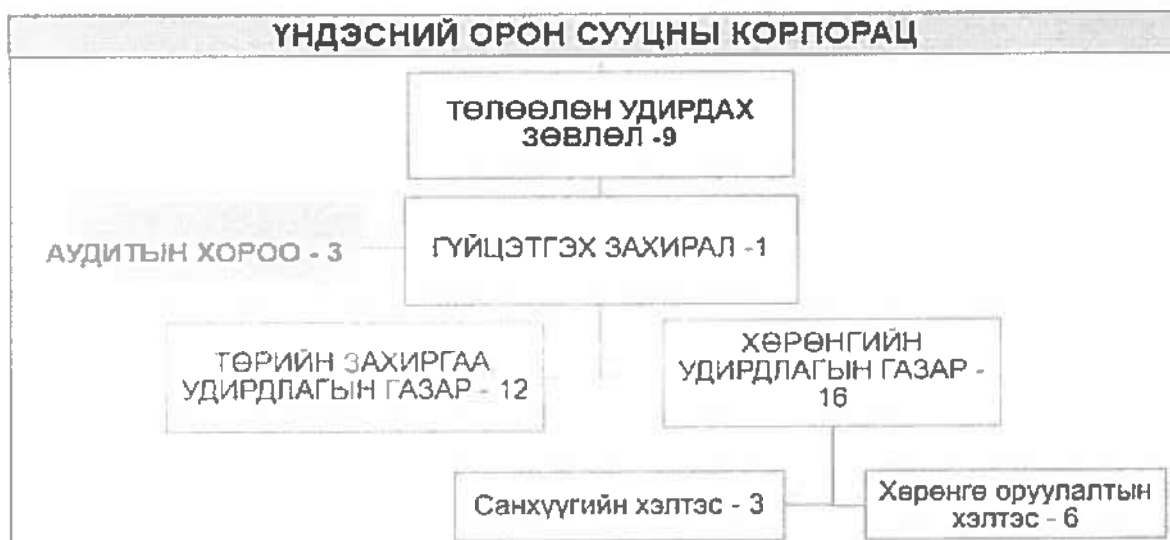 ҮНДЭСНИЙ ОРОН СУУЦНЫ КОРПОРАЦ
ТӨЛӨӨЛӨН УДИРДАХ
ЗӨВЛӨЛ -9
АУДИТЫН ХОРОО - 3
ГҮЙЦЭТГЭХ ЗАХИРАЛ -1
ТӨРИЙН ЗАХИРГАА
УДИРДЛАГЫН ГАЗАР - 12
ХӨРӨНГИЙН
УДИРДЛАГЫН ГАЗАР -
16
Санхүүгийн хэлтэс - 3
Хөрөнгө оруулалтын
хэлтэс - 6